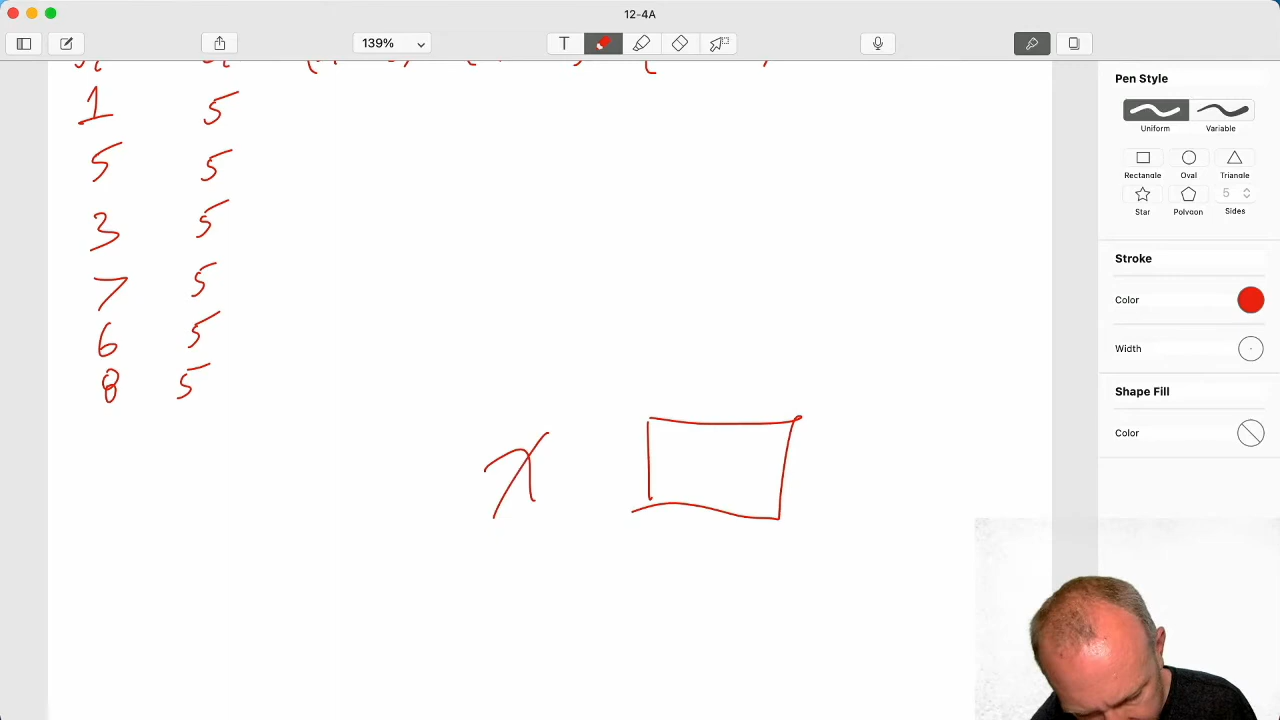 12-4A
139%
T
Pen Style
1 5
Uniform Variable
5 5
Rectangle Oval Triangle
5
Star Polygon Sides
3 5
Stroke
7 5
Color
6 5
Width
8 5
Shape Fill
Color
x